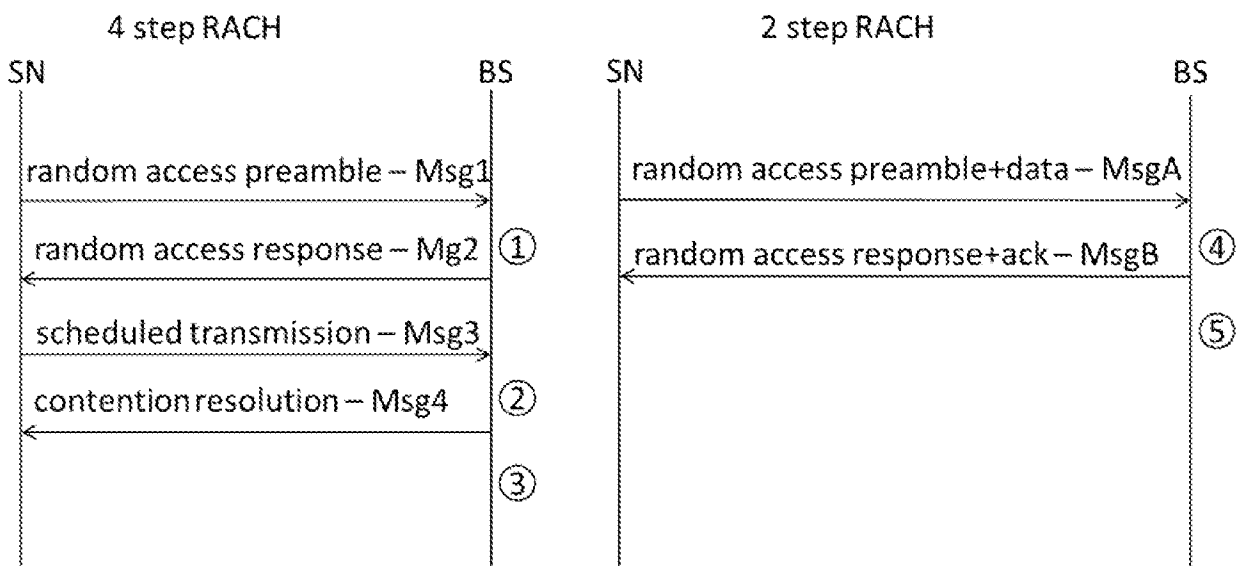 4 step RACH
SN
BS
random access preamble – Msg1
random access response – Mg2
①
scheduled transmission – Msg3
contention resolution – Msg4
②
③
2 step RACH
SN
BS
random access preamble+data – MsgA
random access response+ack – MsgB
④
⑤